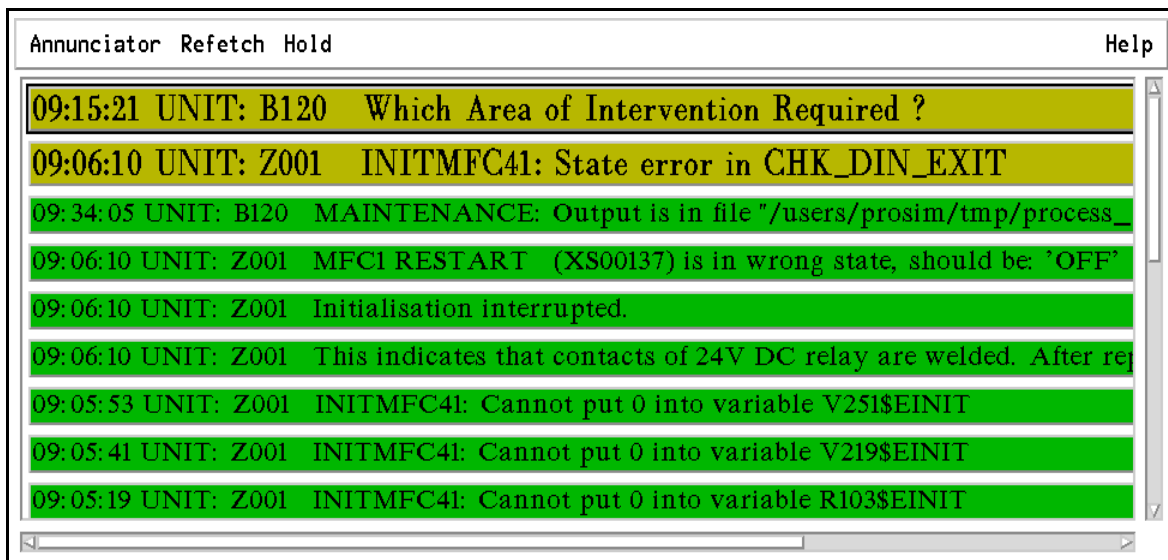 Annunciator Refetch Hold Help
09:15:21 UNIT: B120 Which Area of Intervention Required ?
09:06:10 UNIT: Z001 INITMFC41: State error in CHK_DIN_EXIT
09:34:05 UNIT: B120 MAINTENANCE: Output is in file "/users/prosim/tmp/process_
09:06:10 UNIT: Z001 MFC1 RESTART (XS00137) is in wrong state, should be: 'OFF'
09:06:10 UNIT: Z001 Initialisation interrupted.
09:06:10 UNIT: Z001 This indicates that contacts of 24V DC relay are welded. After
09:05:53 UNIT: Z001 INITMFC41: Cannot put 0 into variable V251$EINIT
09:05:41 UNIT: Z001 INITMFC41: Cannot put 0 into variable V219$EINIT
09:05:19 UNIT: Z001 INITMFC41: Cannot put 0 into variable R103$EINIT